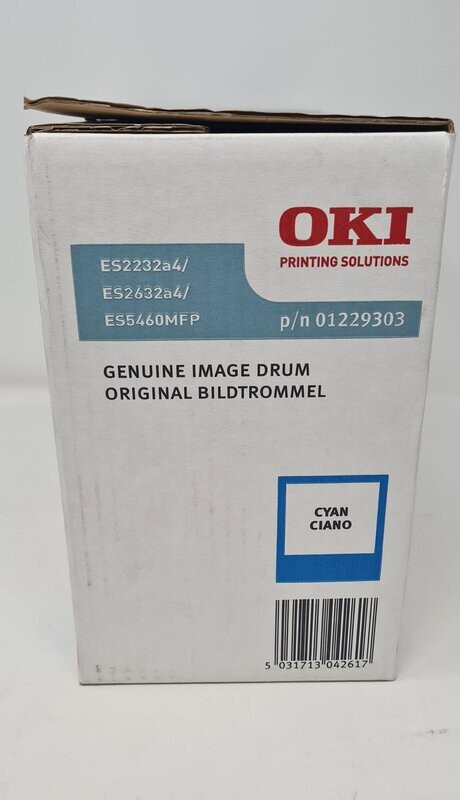 OKI
PRINTING SOLUTIONS
ES2232a4/
ES2632a4/
ES5460MFP
p/n 01229303
GENUINE IMAGE DRUM
ORIGINAL BILDTROMMEL
CYAN
CIANO
5 031713 042617